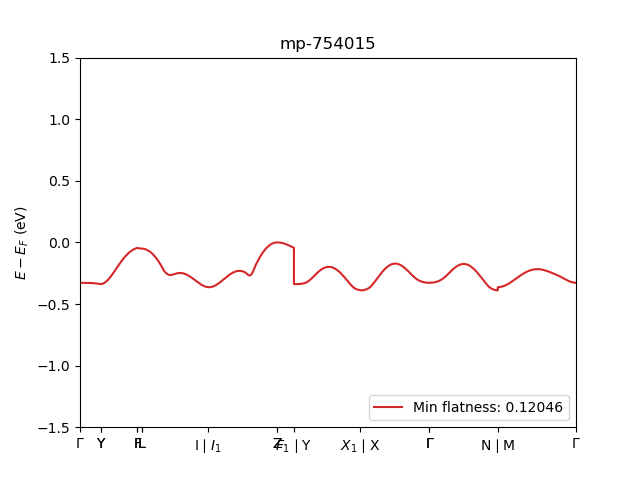 mp-754015
E − E_F (eV)
1.5
1.0
0.5
0.0
−0.5
−1.0
−1.5
Min flatness: 0.12046
Γ Y L I | I₁ Z | Y X₁ | X Γ N | M Γ